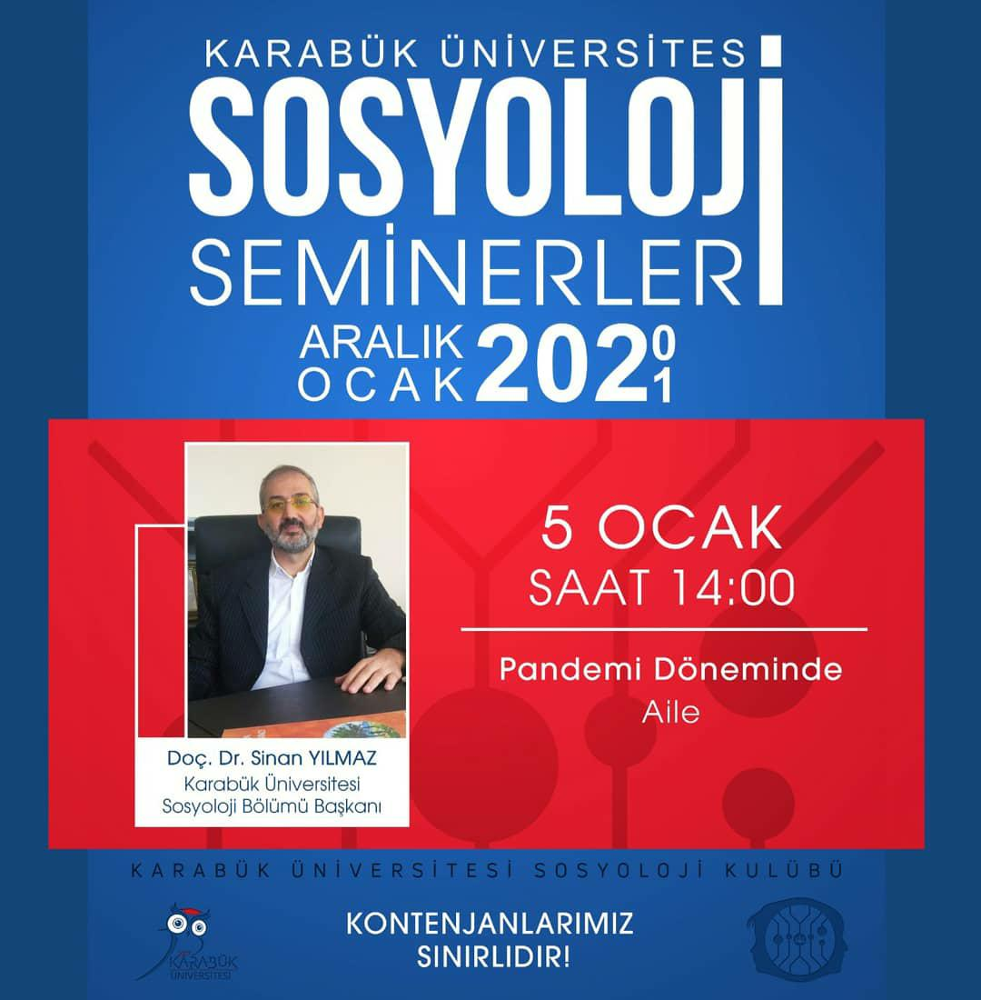 KARABÜK ÜNİVERSİTESİ
SOSYOLOJİ
SEMİNERLERİ
ARALIK 2020
OCAK 2021
5 OCAK
SAAT 14:00
Pandemi Döneminde
Aile
Doç. Dr. Sinan YILMAZ
Karabük Üniversitesi
Sosyoloji Bölümü Başkanı
KARABÜK ÜNİVERSİTESİ SOSYOLOJİ KULÜBÜ
KONTENJANLARIMIZ
SINIRLIDIR!
KARABÜK
ÜNİVERSİTESİ